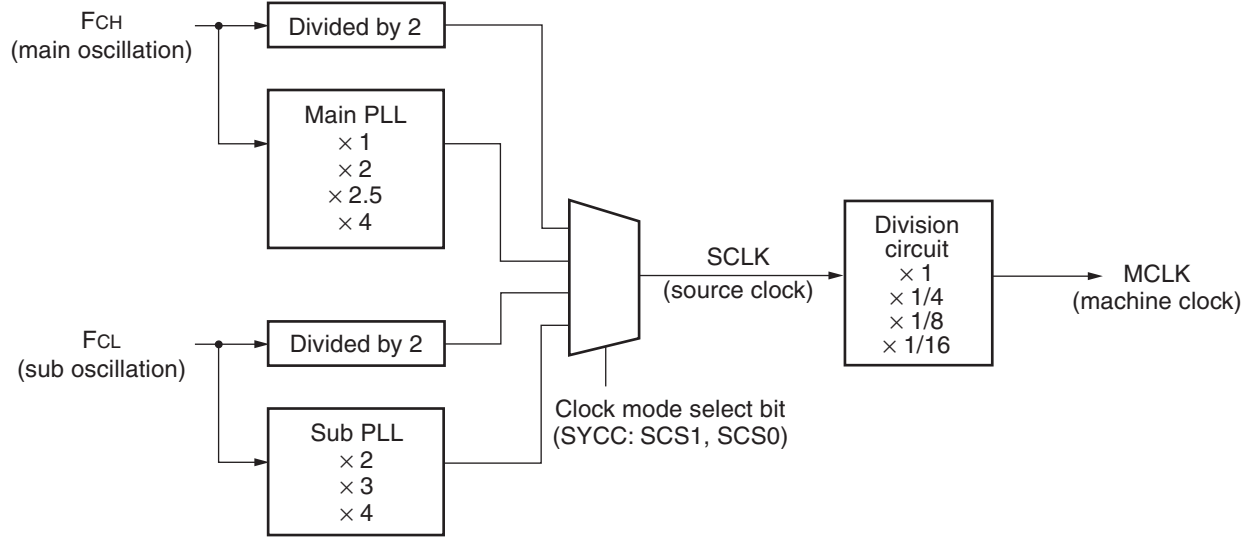 FCH
(main oscillation)
Divided by 2
Main PLL
× 1
× 2
× 2.5
× 4
FCL
(sub oscillation)
Divided by 2
Sub PLL
× 2
× 3
× 4
Clock mode select bit
(SYCC: SCS1, SCS0)
SCLK
(source clock)
Division
circuit
× 1
× 1/4
× 1/8
× 1/16
MCLK
(machine clock)